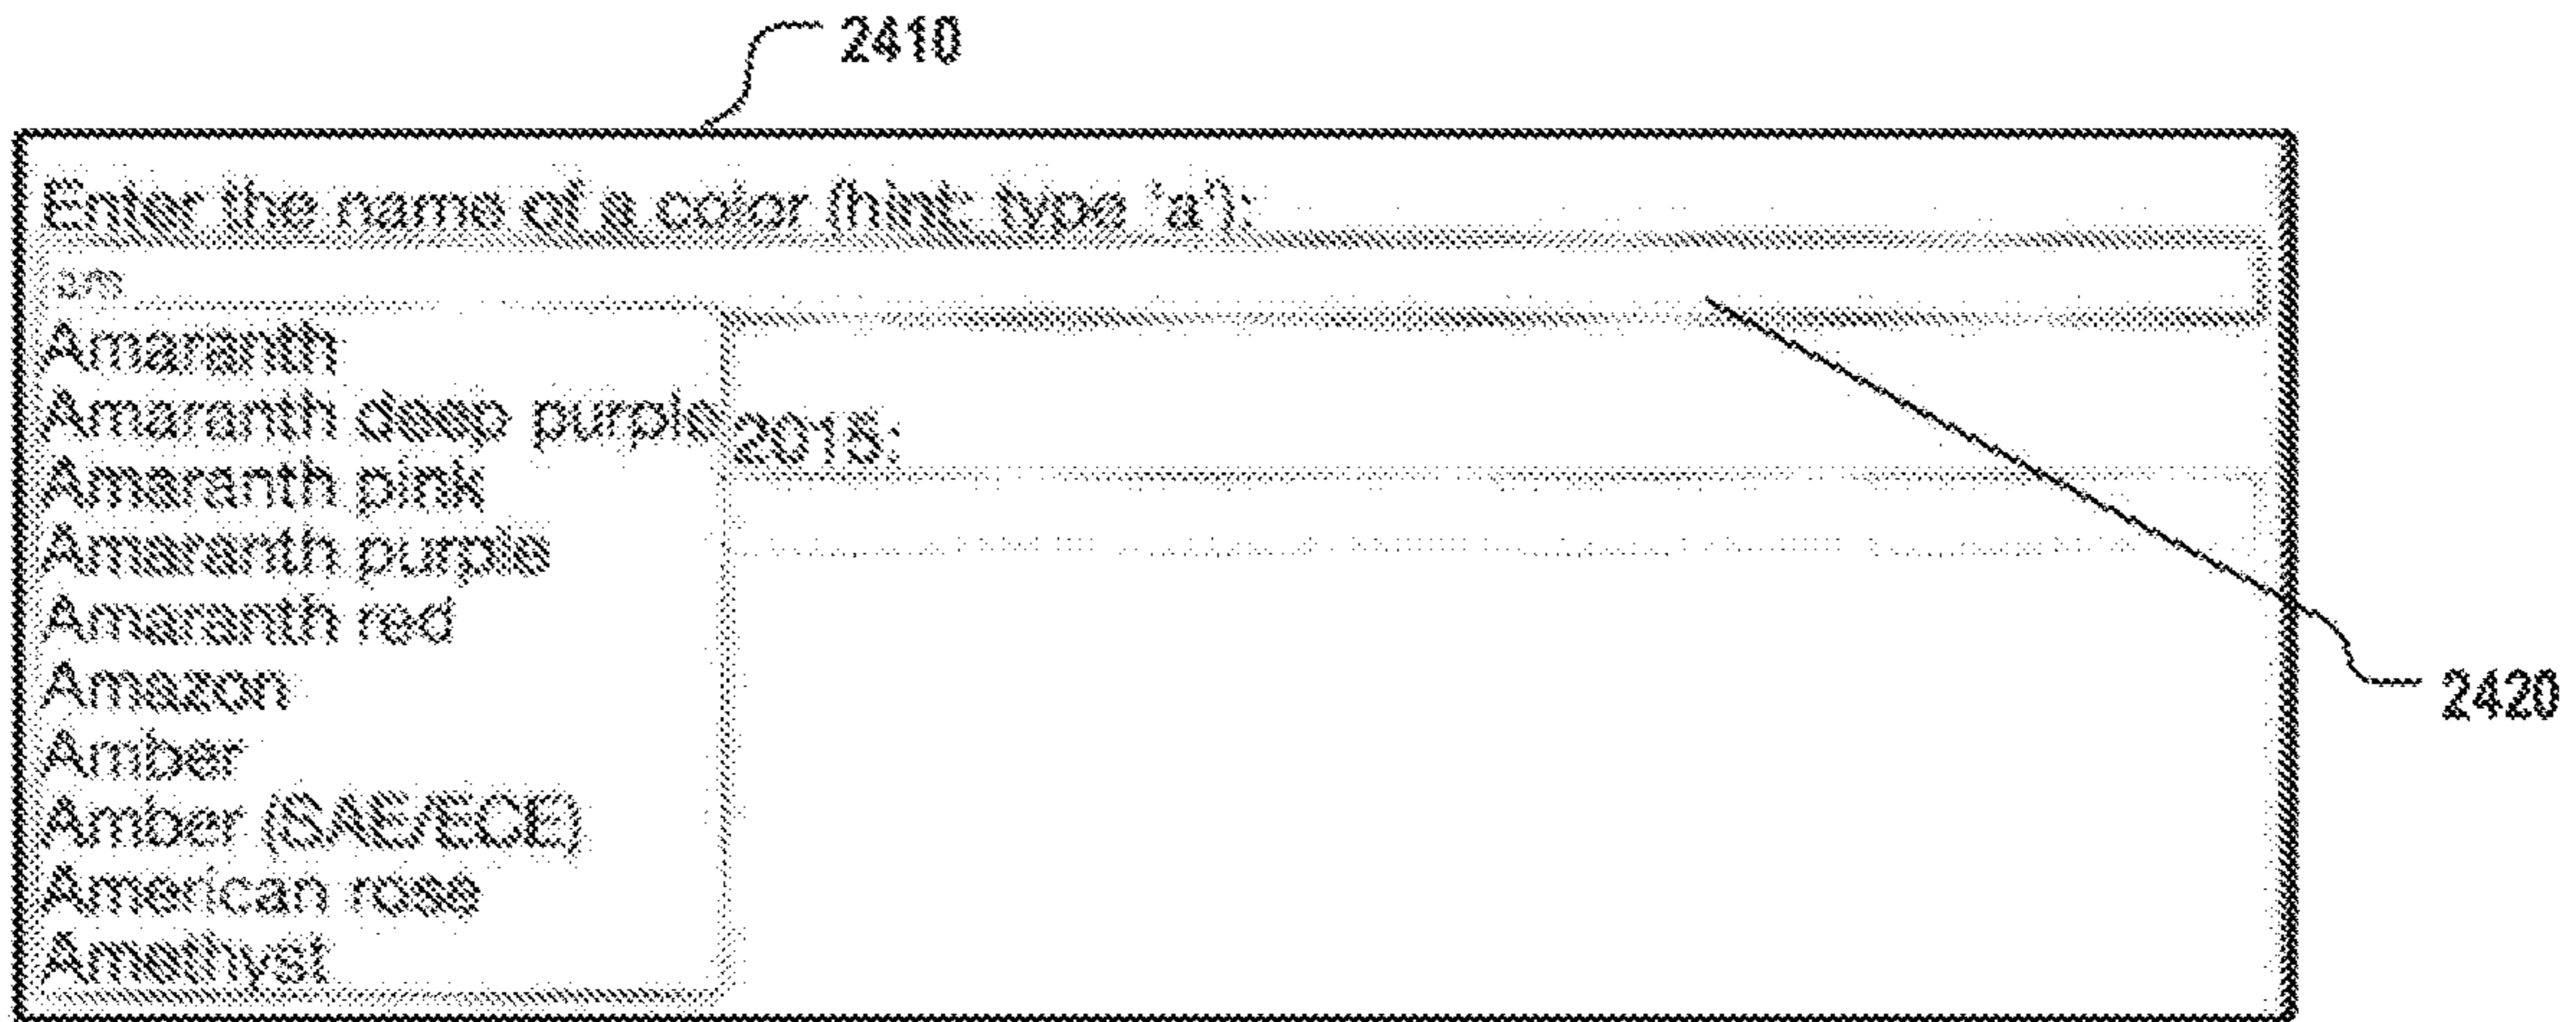 2410
Enter the name of a color (hint: type 'a'):
am
Amaranth
Amaranth deep purple 2015:
Amaranth pink
Amaranth purple
Amaranth red
Amazon
2420
Amber
Amber (SAE/ECE)
American rose
Amethyst